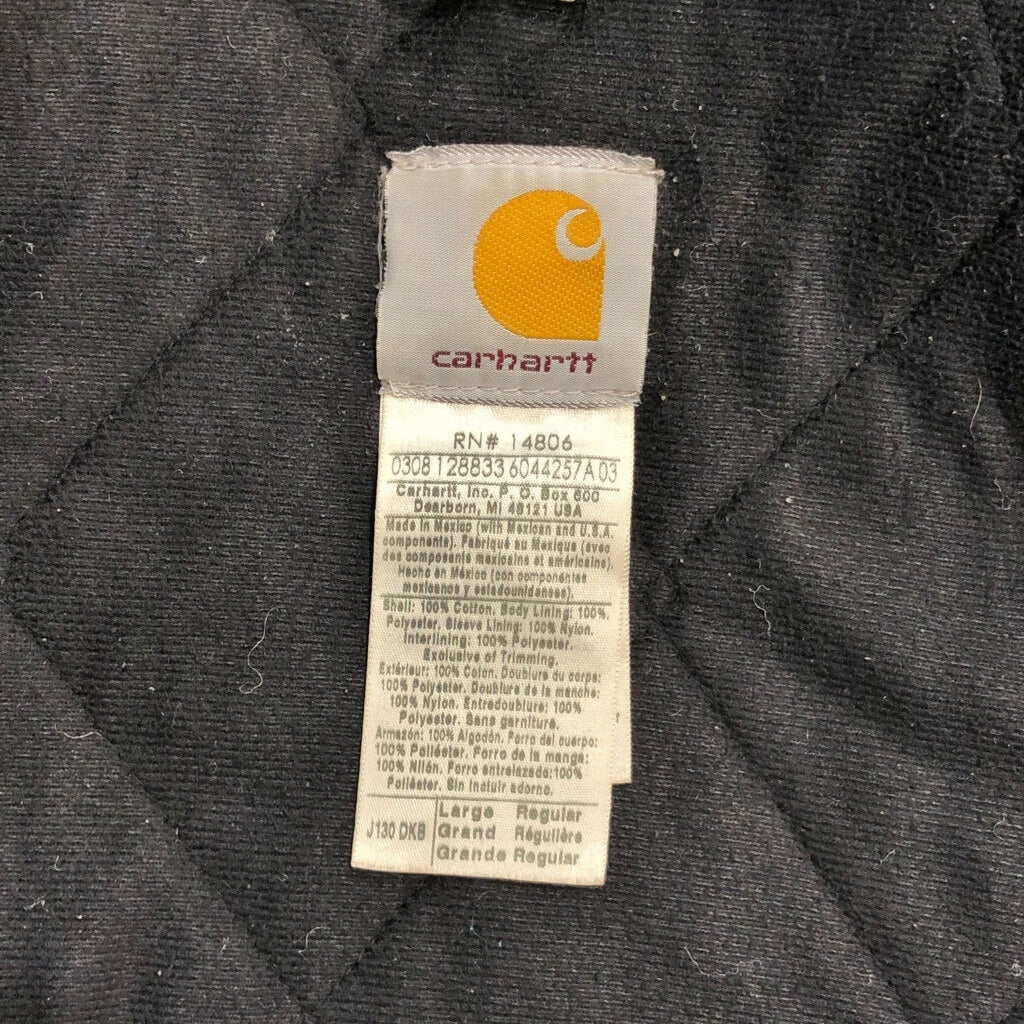 carhartt
RN# 14806
0308 128833 6044257A 03
Carhartt, Inc. P. O. Box 600
Dearborn, MI 48121 USA
Made in Mexico (with Mexican and U.S.A.
components). Fabriqué au Mexique (avec
des composants mexicains et américains).
Hecho en México (con componentes
mexicanos y estadounidenses).
Shell: 100% Cotton. Body Lining: 100%.
Polyester. Sleeve Lining: 100% Nylon.
Interlining: 100% Polyester.
Exclusive of Trimming.
Extérieur: 100% Coton. Doublure du corps:
100% Polyester. Doublure de la manche:
100% Nylon. Entredoublure: 100%
Polyester. Sans garniture.
Armazón: 100% Algodón. Forro del cuerpo:
100% Poliéster. Forro de la manga:
100% Nilón. Forro entrelazado:100%
Poliéster. Sin incluir adorno.
J130 DKB
Large Regular
Grand Régulière
Grande Regular